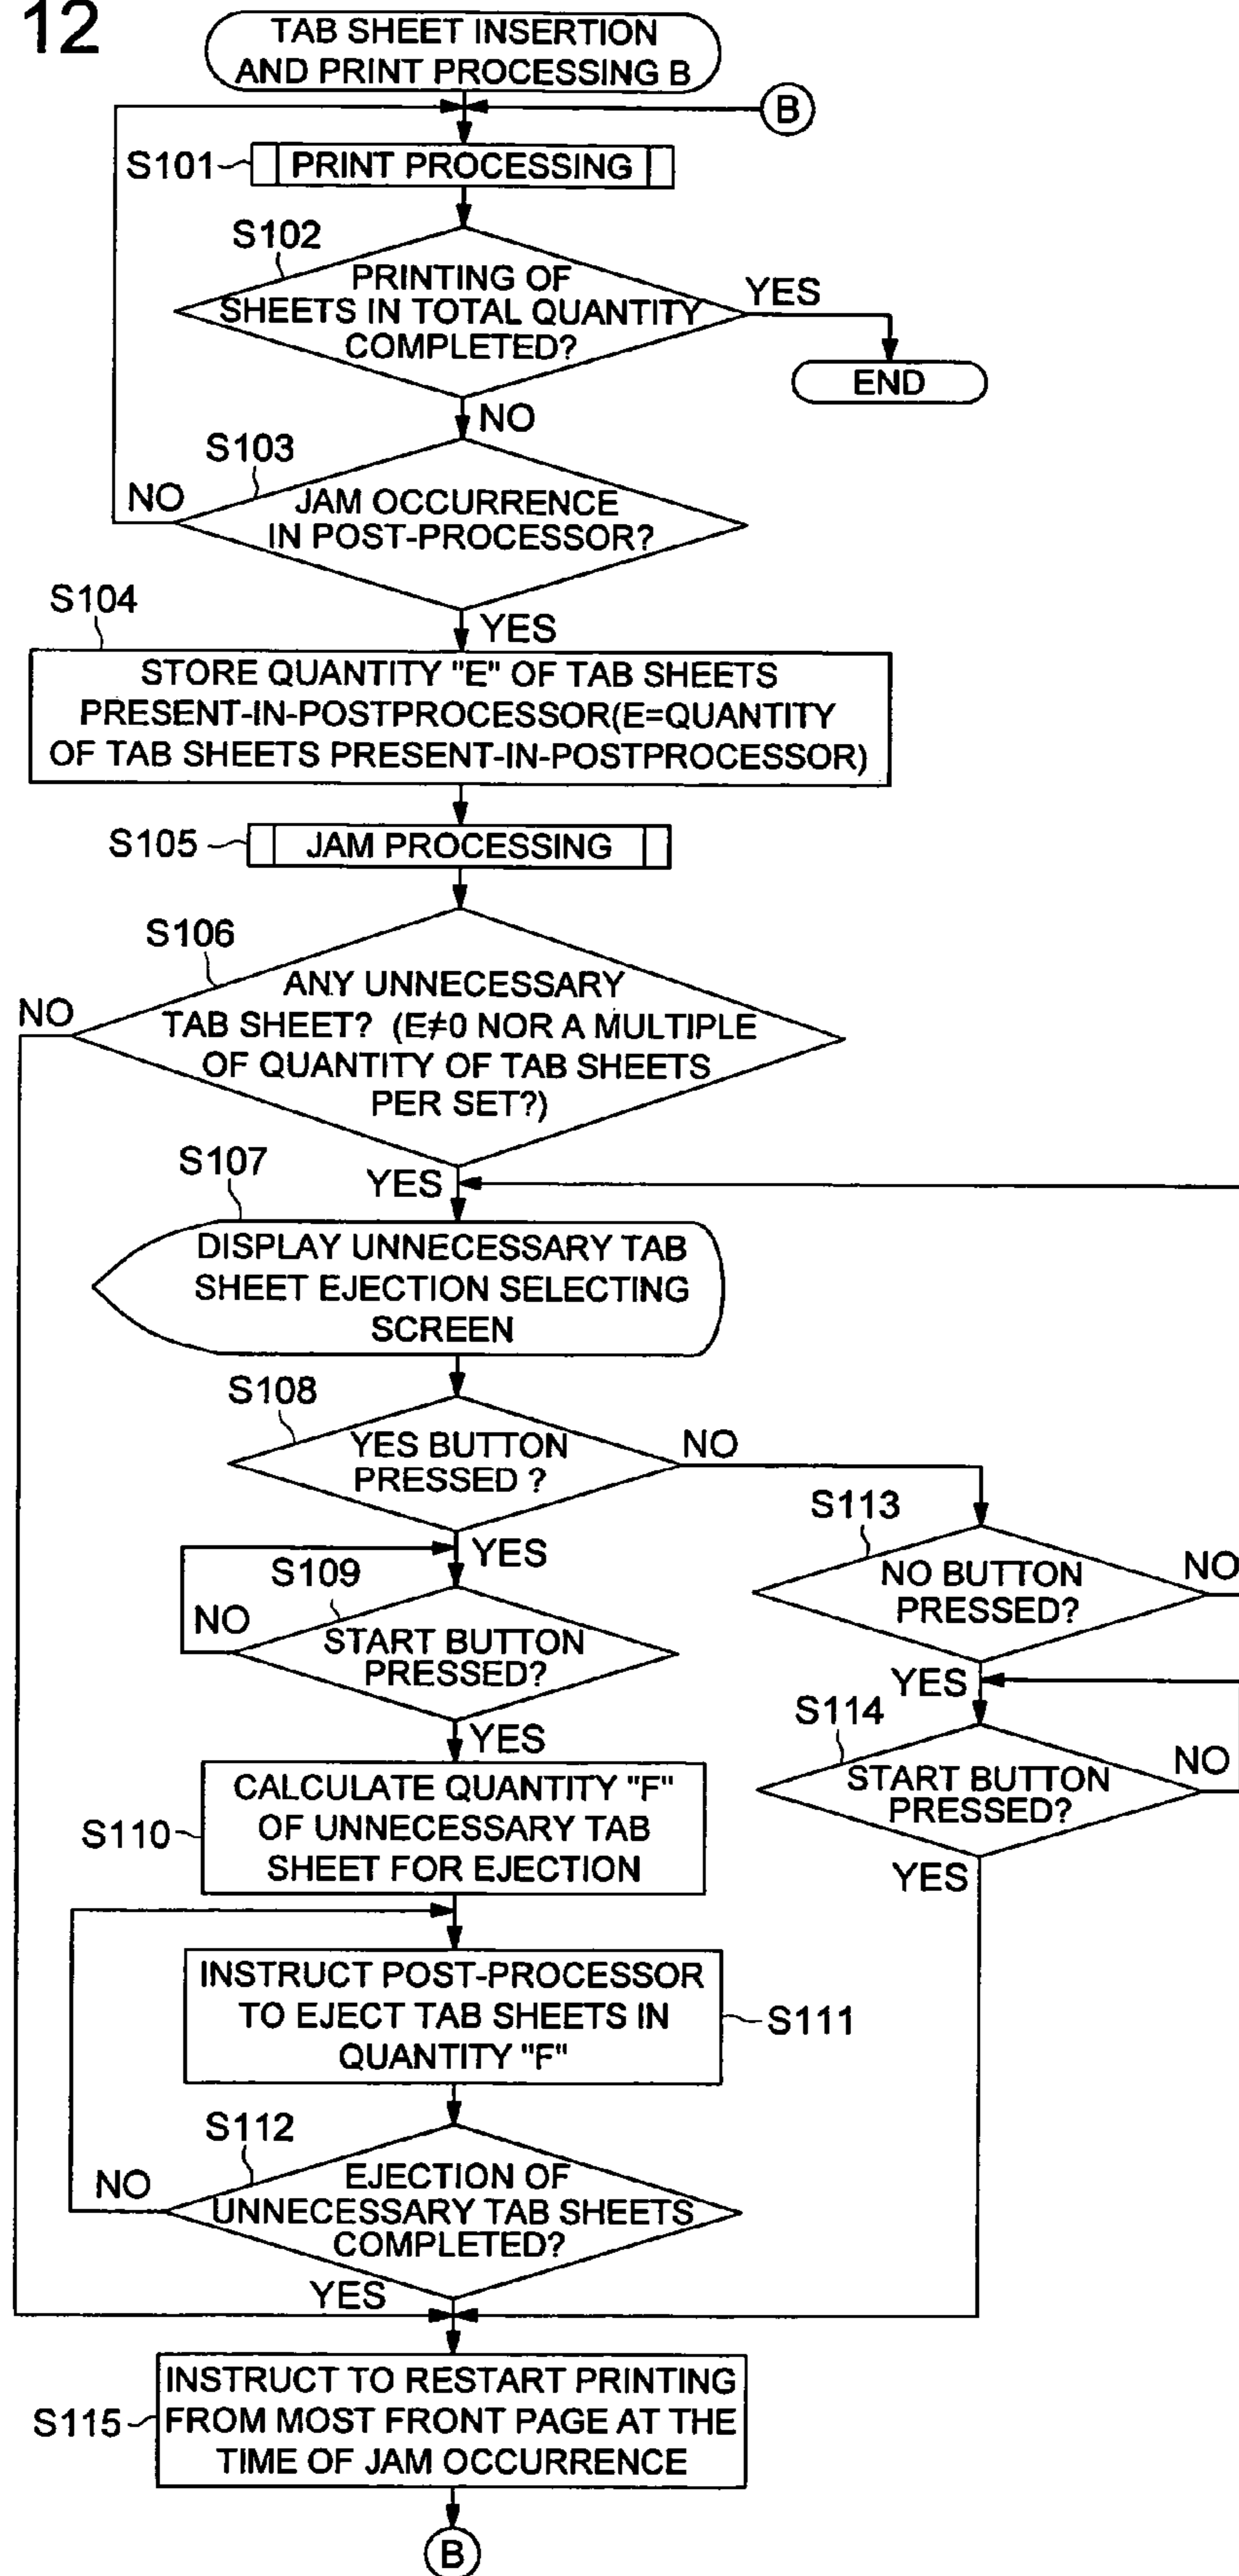 12
TAB SHEET INSERTION
AND PRINT PROCESSING B
B
S101
PRINT PROCESSING
S102
PRINTING OF
SHEETS IN TOTAL QUANTITY
COMPLETED?
YES
END
NO
S103
NO
JAM OCCURRENCE
IN POST-PROCESSOR?
S104
YES
STORE QUANTITY "E" OF TAB SHEETS
PRESENT-IN-POSTPROCESSOR(E=QUANTITY
OF TAB SHEETS PRESENT-IN-POSTPROCESSOR)
S105
JAM PROCESSING
S106
NO
ANY UNNECESSARY
TAB SHEET? (E≠0 NOR A MULTIPLE
OF QUANTITY OF TAB SHEETS
PER SET?)
S107
YES
DISPLAY UNNECESSARY TAB
SHEET EJECTION SELECTING
SCREEN
S108
YES BUTTON
PRESSED ?
NO
S113
YES
NO BUTTON
PRESSED?
NO
S109
NO
START BUTTON
PRESSED?
YES
S114
YES
START BUTTON
PRESSED?
NO
S110
CALCULATE QUANTITY "F"
OF UNNECESSARY TAB
SHEET FOR EJECTION
YES
INSTRUCT POST-PROCESSOR
TO EJECT TAB SHEETS IN
QUANTITY "F"
S111
S112
NO
EJECTION OF
UNNECESSARY TAB SHEETS
COMPLETED?
YES
S115
INSTRUCT TO RESTART PRINTING
FROM MOST FRONT PAGE AT THE
TIME OF JAM OCCURRENCE
B